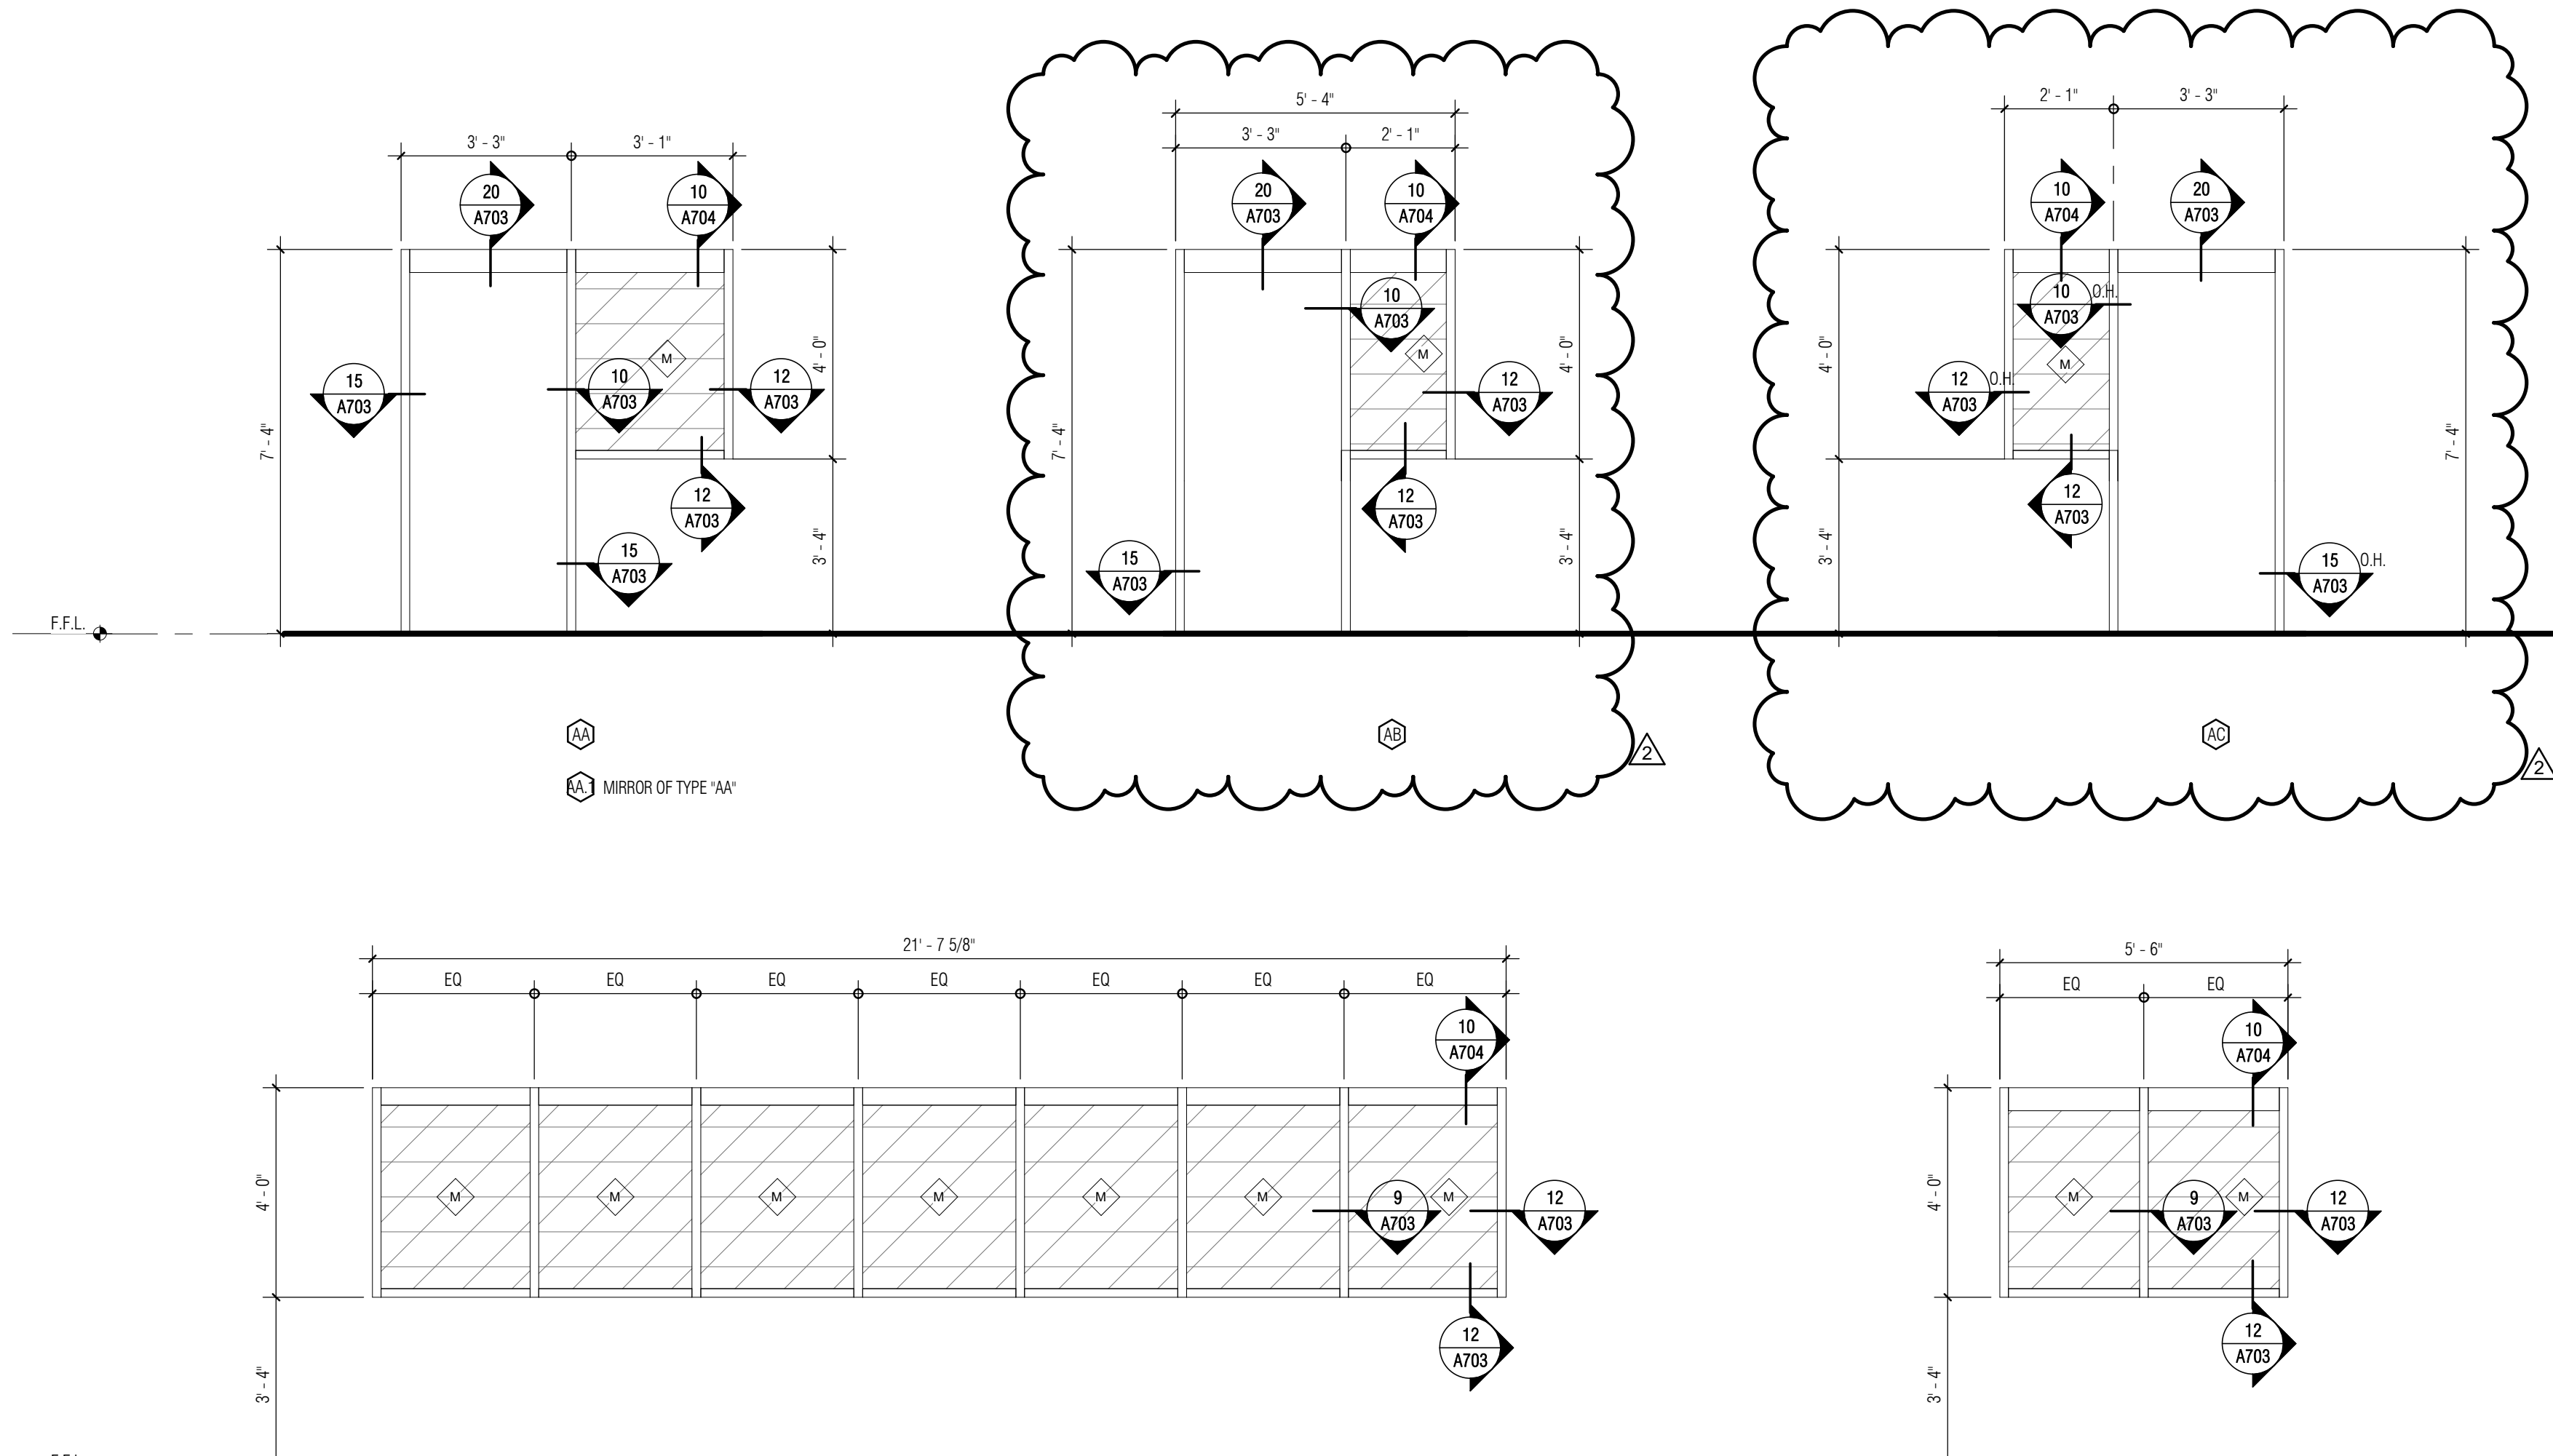 3' - 3"
3' - 1"
20
A703
10
A704
7' - 4"
15
A703
10
A703
M
12
A703
4' - 0"
12
A703
15
A703
3' - 4"
F.F.L.
AA
AA.1 MIRROR OF TYPE "AA"
5' - 4"
3' - 3"
2' - 1"
20
A703
10
A704
10
A703
M
7' - 4"
4' - 0"
12
A703
12
A703
15
A703
3' - 4"
AB
2
2' - 1"
3' - 3"
10
A704
20
A703
10 O.H.
A703
M
4' - 0"
12 O.H.
A703
7' - 4"
12
A703
3' - 4"
15 O.H.
A703
AC
2
21' - 7 5/8"
EQ EQ EQ EQ EQ EQ EQ
10
A704
4' - 0"
M M M M M M M
9
A703
12
A703
12
A703
3' - 4"
5' - 6"
EQ EQ
10
A704
4' - 0"
M M
9
A703
12
A703
12
A703
3' - 4"